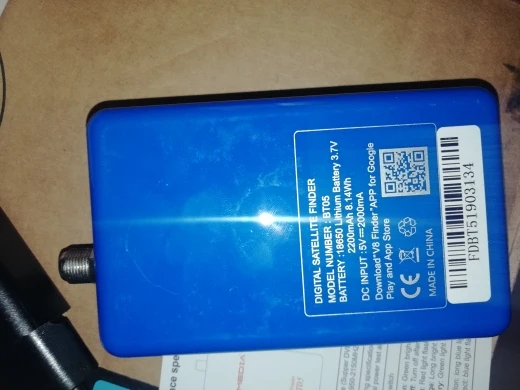 DIGITAL SATELLITE FINDER
MODEL NUMBER : BT05
BATTERY :18650 Lithium Battery 3.7V
2200mAh 8.14Wh
DC INPUT :5V⎓2000mA
Download"V8 Finder"APP for Google
Play and App Store
CE
MADE IN CHINA
FDBT51903134